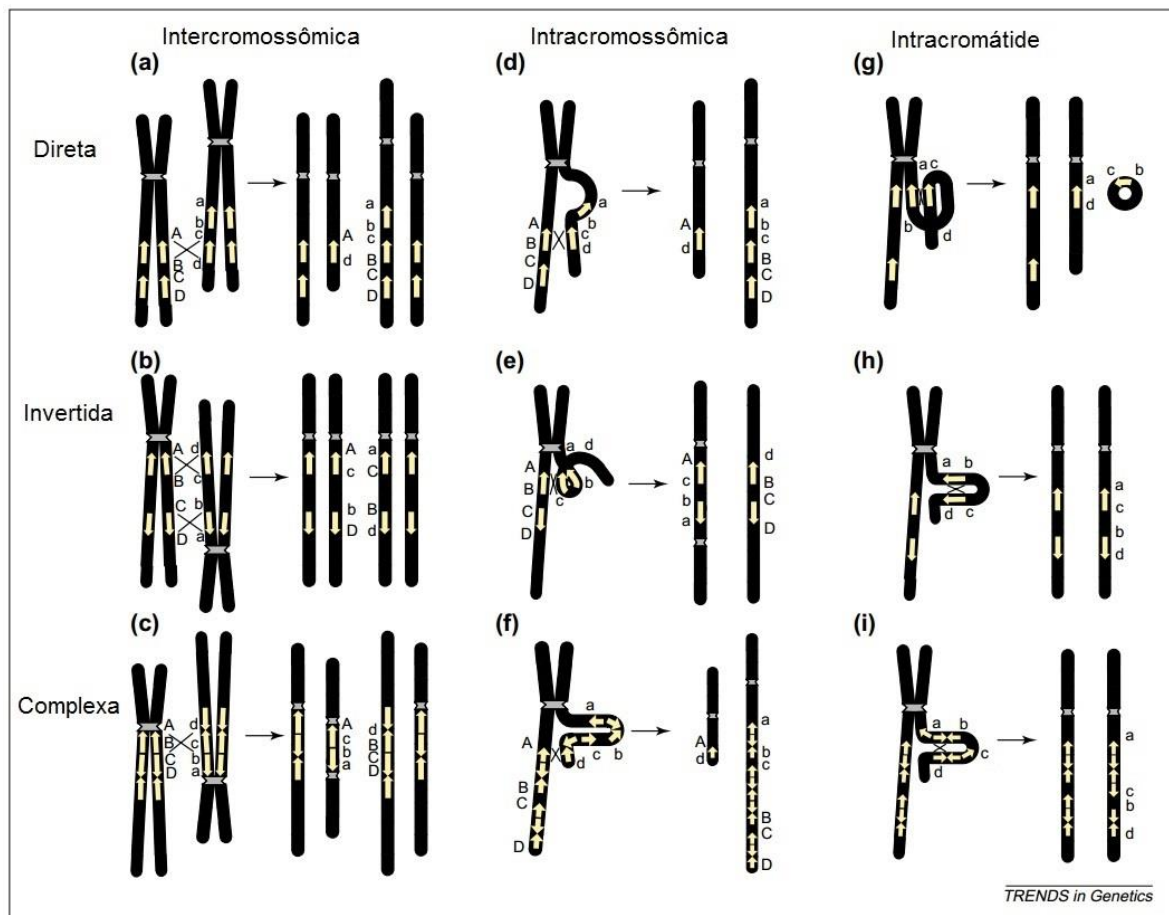 Intercromossômica Intracromossômica Intracromátide
(a) (d) (g)
Direta
a
b
A c
B d
C
D
A
d
a
b
c
B
C
D
A
B
C
D
a
b
c
d
A
d
a
b
c
B
C
D
a c
b d
a
d
c b
(b) (e) (h)
Invertida
A d
B c
C b
D a
A
c
b
D
a
C
B
d
A
B
C
D
a d
b
c
A
c
b
a
d
B
C
D
a b
d c
a
c
b
d
(c) (f) (i)
Complexa
A d
B c
C b
D a
A
c
b
a
d
B
C
D
A
B
C
D
a
d c b
A
d
a
b
c
B
C
D
a b
d c
a
c
b
d
TRENDS in Genetics